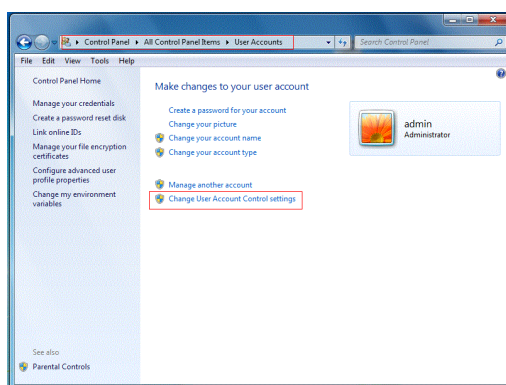 Control Panel ▸ All Control Panel Items ▸ User Accounts
Search Control Panel
File Edit View Tools Help
Control Panel Home
Manage your credentials
Create a password reset disk
Link online IDs
Manage your file encryption
certificates
Configure advanced user
profile properties
Change my environment
variables
See also
Parental Controls
Make changes to your user account
Create a password for your account
Change your picture
Change your account name
Change your account type
Manage another account
Change User Account Control settings
admin
Administrator